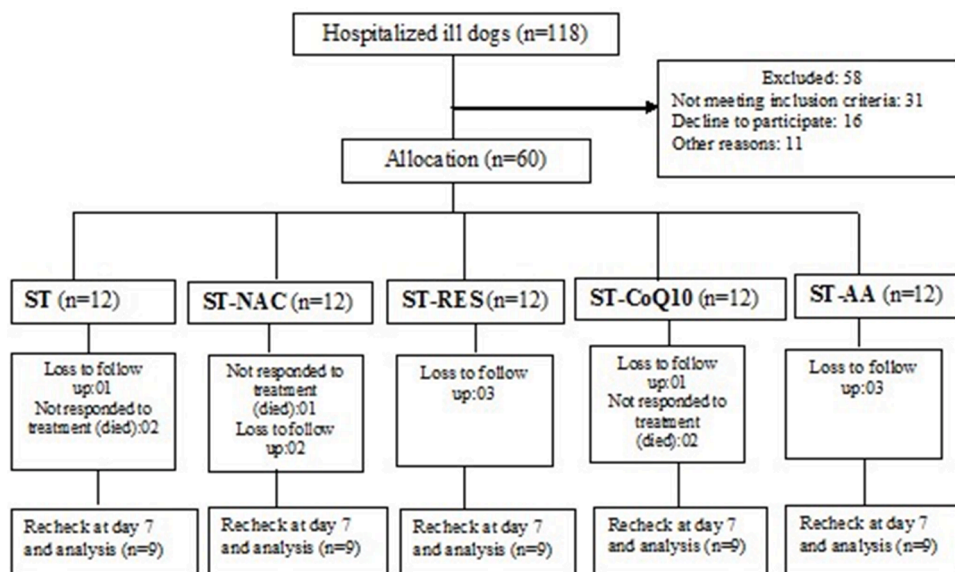 Hospitalized ill dogs (n=118)
Excluded: 58
Not meeting inclusion criteria: 31
Decline to participate: 16
Other reasons: 11
Allocation (n=60)
ST (n=12)
ST-NAC (n=12)
ST-RES (n=12)
ST-CoQ10 (n=12)
ST-AA (n=12)
Loss to follow
up:01
Not responded to
treatment (died):02
Not responded to
treatment
(died):01
Loss to follow
up:02
Loss to follow
up:03
Loss to follow
up:01
Not responded to
treatment
(died):02
Loss to follow
up:03
Recheck at day 7
and analysis (n=9)
Recheck at day 7
and analysis (n=9)
Recheck at day 7
and analysis (n=9)
Recheck at day 7
and analysis (n=9)
Recheck at day 7
and analysis (n=9)